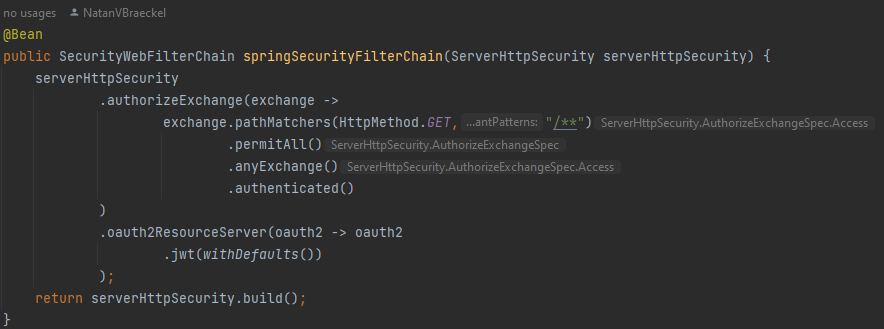 no usages   NatanVBraeckel
@Bean
public SecurityWebFilterChain springSecurityFilterChain(ServerHttpSecurity serverHttpSecurity) {
    serverHttpSecurity
            .authorizeExchange(exchange ->
                    exchange.pathMatchers(HttpMethod.GET, ...antPatterns: "/**") ServerHttpSecurity.AuthorizeExchangeSpec.Access
                            .permitAll() ServerHttpSecurity.AuthorizeExchangeSpec
                            .anyExchange() ServerHttpSecurity.AuthorizeExchangeSpec.Access
                            .authenticated()
            )
            .oauth2ResourceServer(oauth2 -> oauth2
                    .jwt(withDefaults())
            );
    return serverHttpSecurity.build();
}